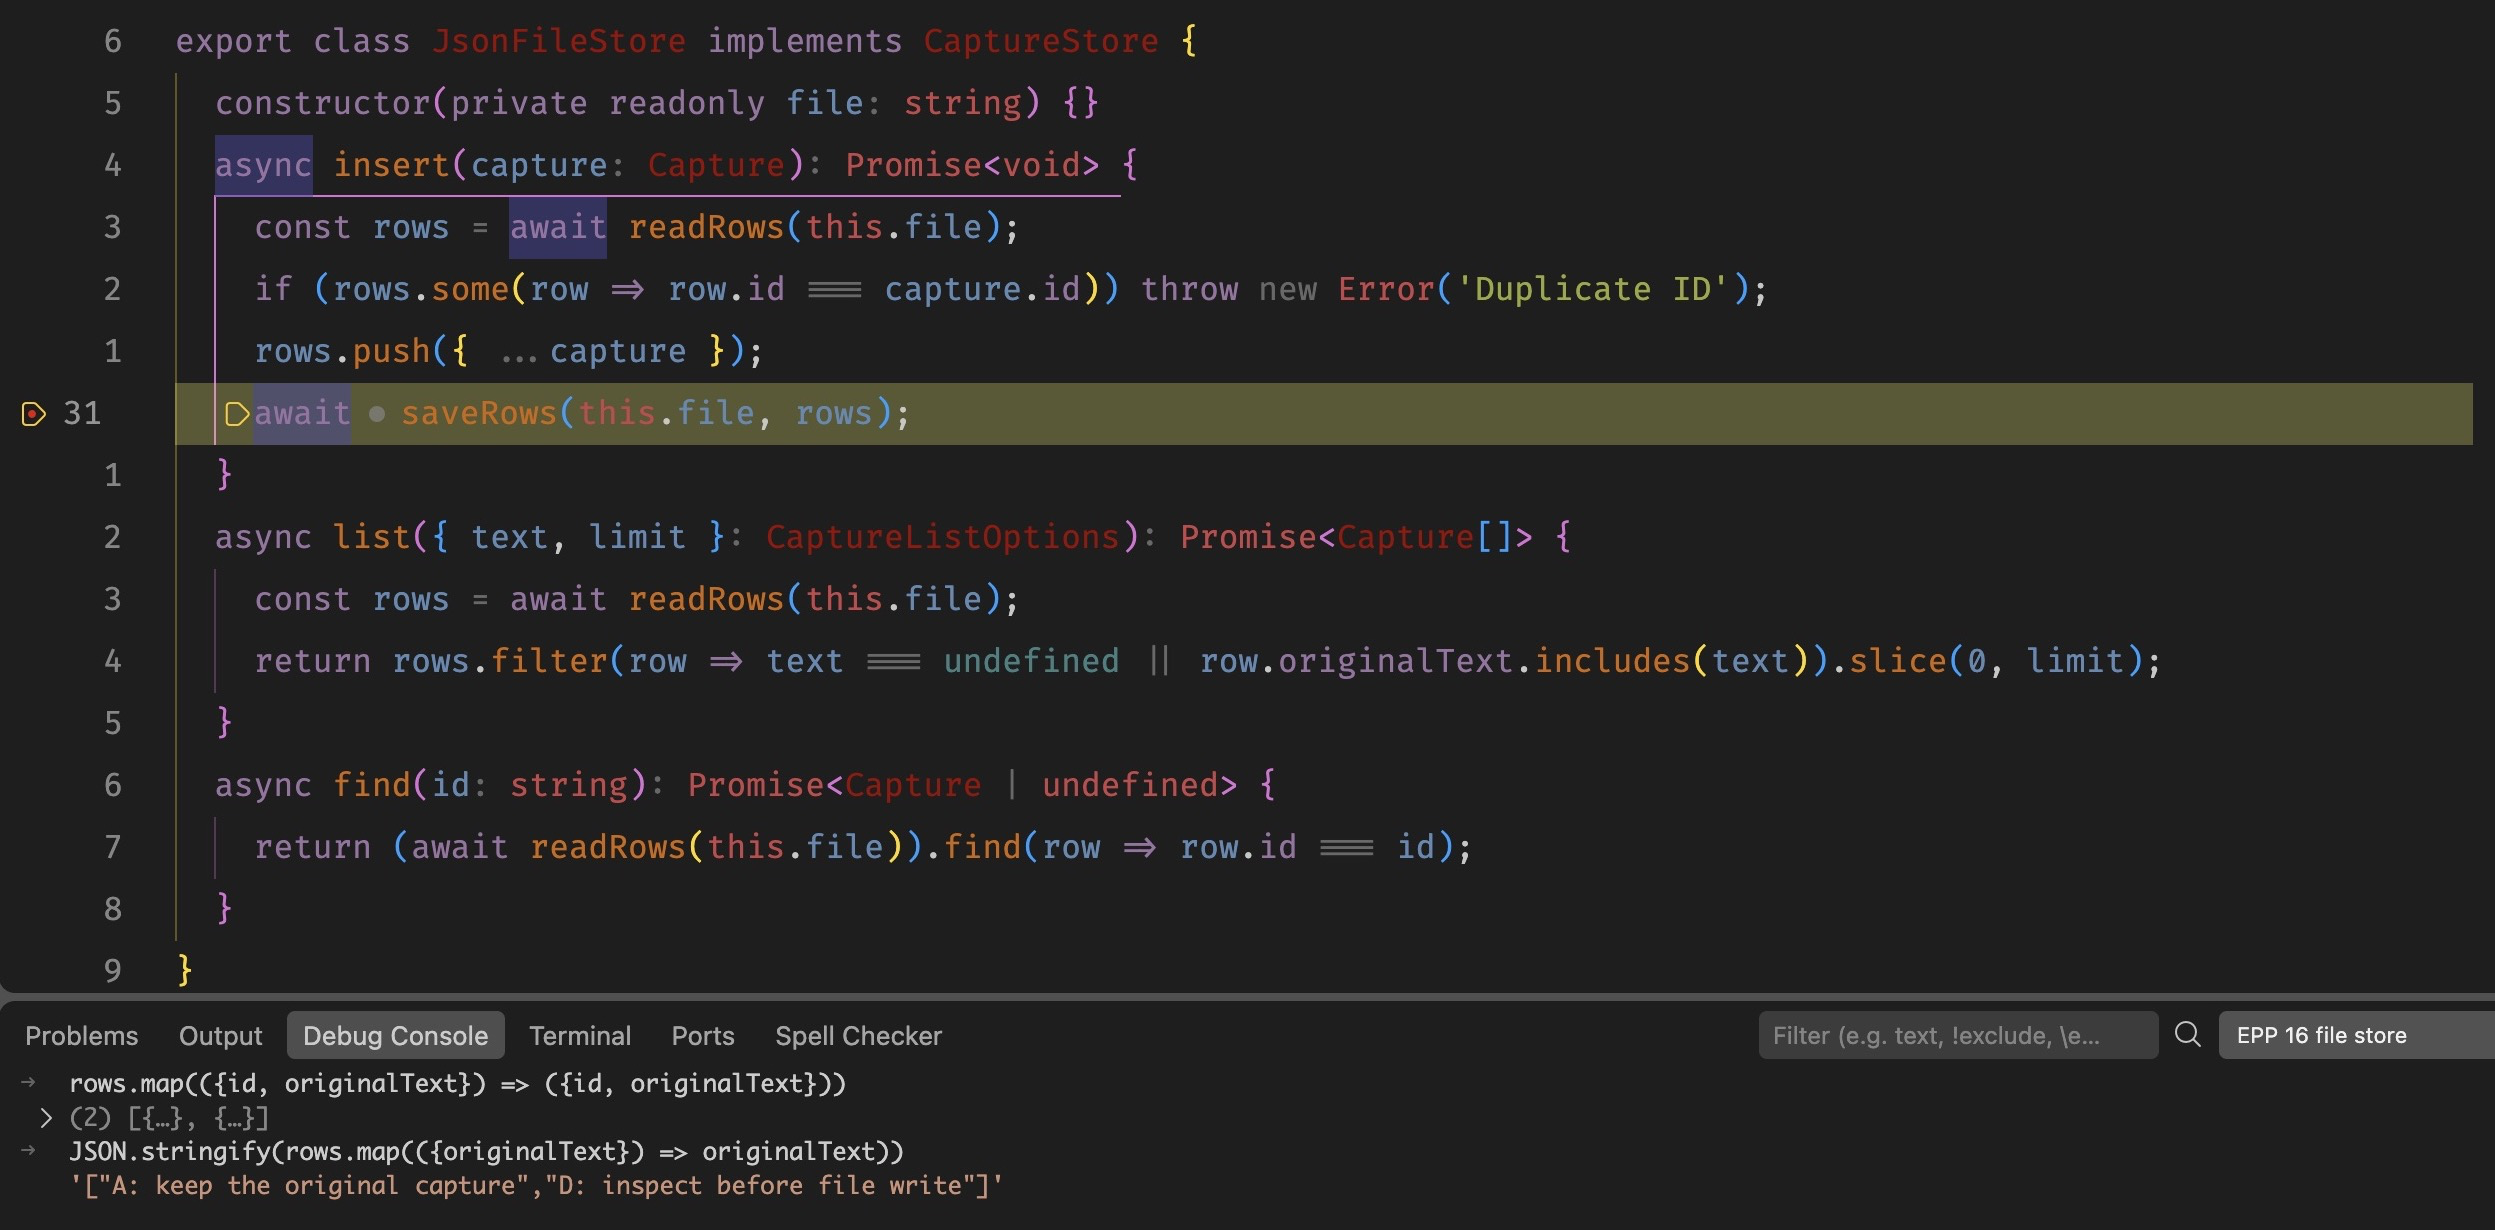 6 export class JsonFileStore implements CaptureStore {
5 constructor(private readonly file: string) {}
4 async insert(capture: Capture): Promise<void> {
3 const rows = await readRows(this.file);
2 if (rows.some(row => row.id === capture.id)) throw new Error('Duplicate ID');
1 rows.push({ ...capture });
31 await saveRows(this.file, rows);
1 }
2 async list({ text, limit }: CaptureListOptions): Promise<Capture[]> {
3 const rows = await readRows(this.file);
4 return rows.filter(row => text === undefined || row.originalText.includes(text)).slice(0, limit);
5 }
6 async find(id: string): Promise<Capture | undefined> {
7 return (await readRows(this.file)).find(row => row.id === id);
8 }
9 }
Problems Output Debug Console Terminal Ports Spell Checker Filter (e.g. text, !exclude, \e... EPP 16 file store
→ rows.map(({id, originalText}) => ({id, originalText}))
> (2) [{…}, {…}]
→ JSON.stringify(rows.map(({originalText}) => originalText))
'["A: keep the original capture","D: inspect before file write"]'